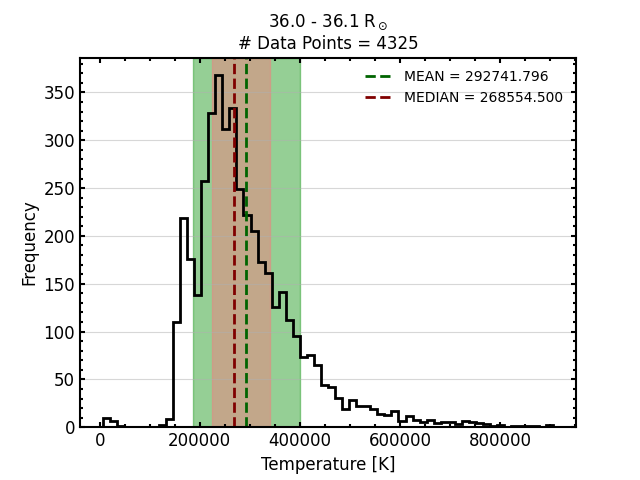 36.0 - 36.1 R⊙
# Data Points = 4325
MEAN = 292741.796
MEDIAN = 268554.500
Frequency
350
300
250
200
150
100
50
0
0 200000 400000 600000 800000
Temperature [K]